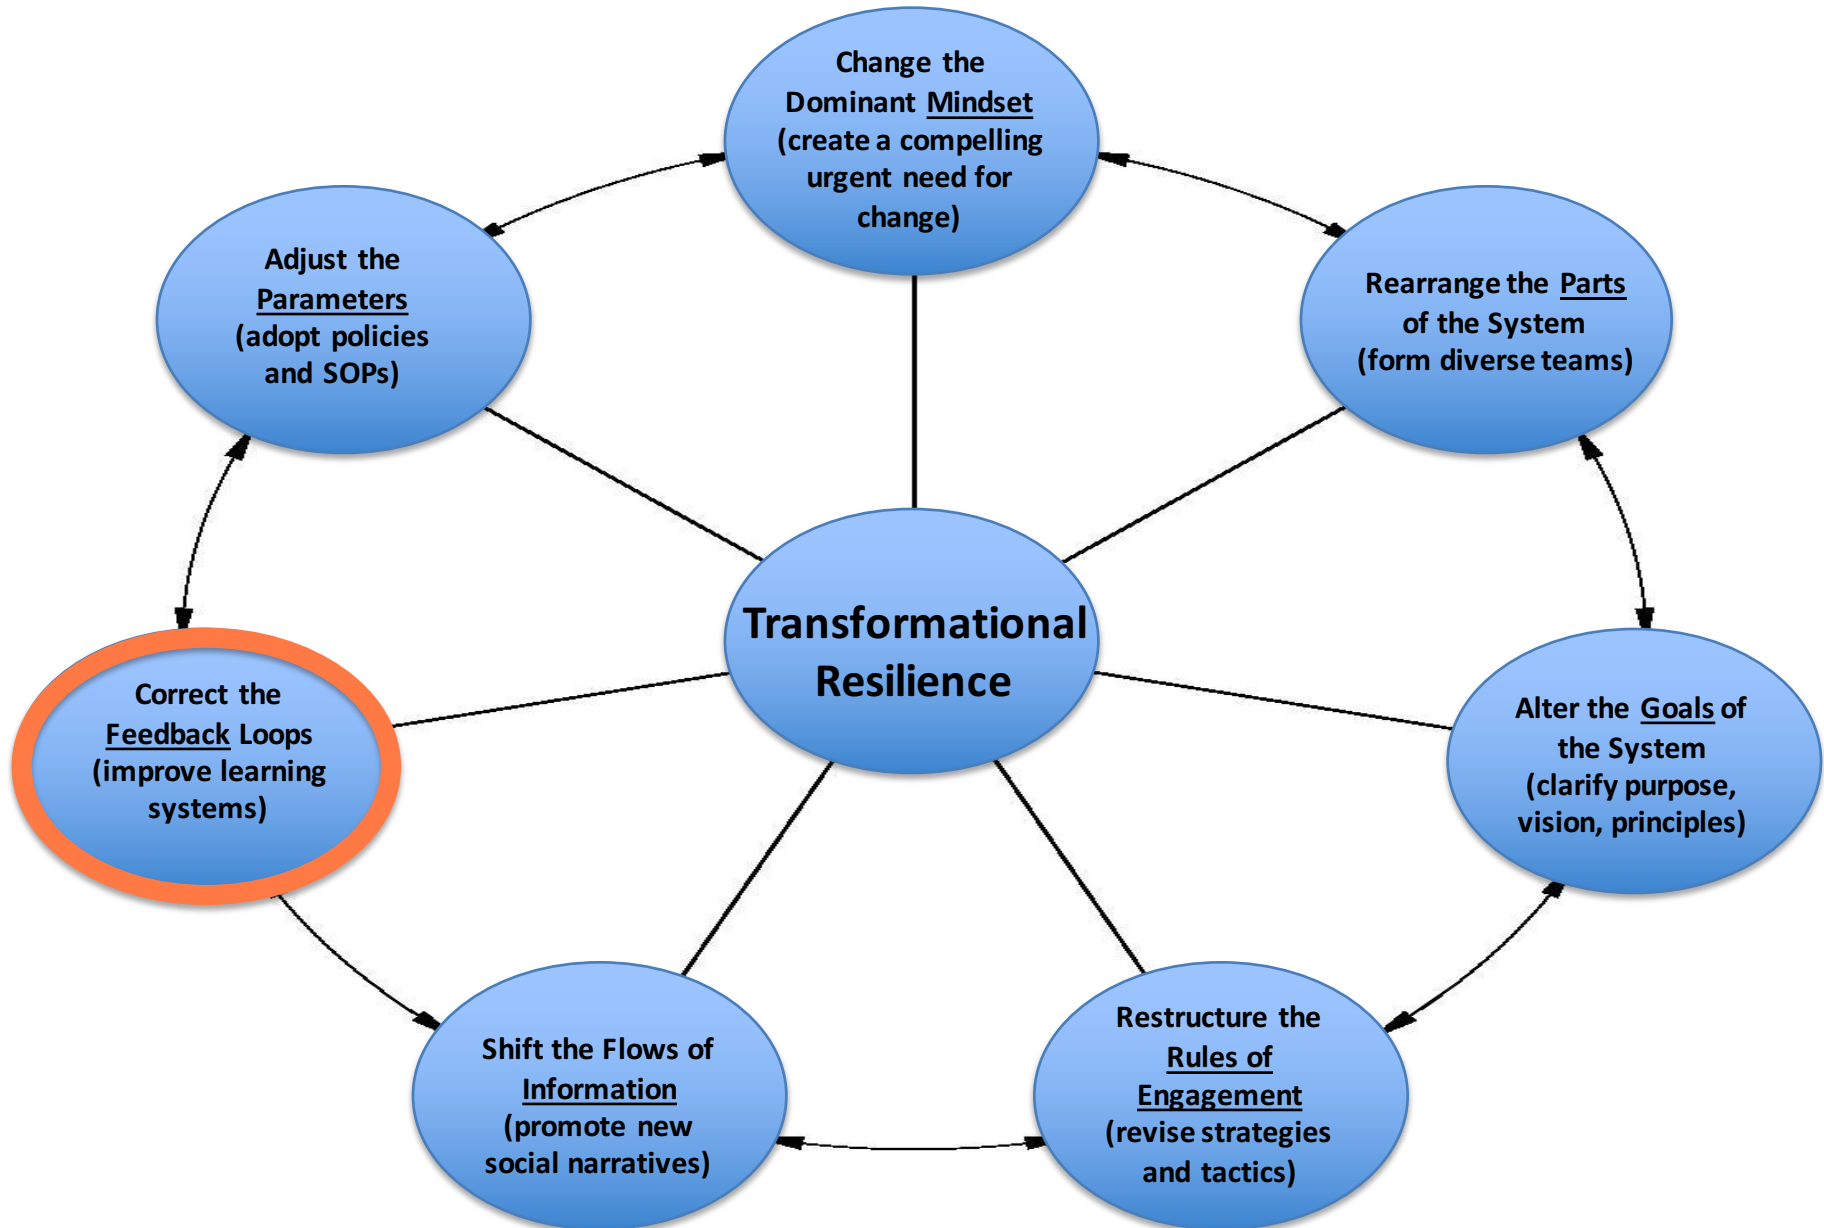 Change the
Dominant Mindset
(create a compelling
urgent need for
change)
Rearrange the Parts
of the System
(form diverse teams)
Alter the Goals of
the System
(clarify purpose,
vision, principles)
Restructure the
Rules of
Engagement
(revise strategies
and tactics)
Shift the Flows of
Information
(promote new
social narratives)
Correct the
Feedback Loops
(improve learning
systems)
Adjust the
Parameters
(adopt policies
and SOPs)
Transformational
Resilience